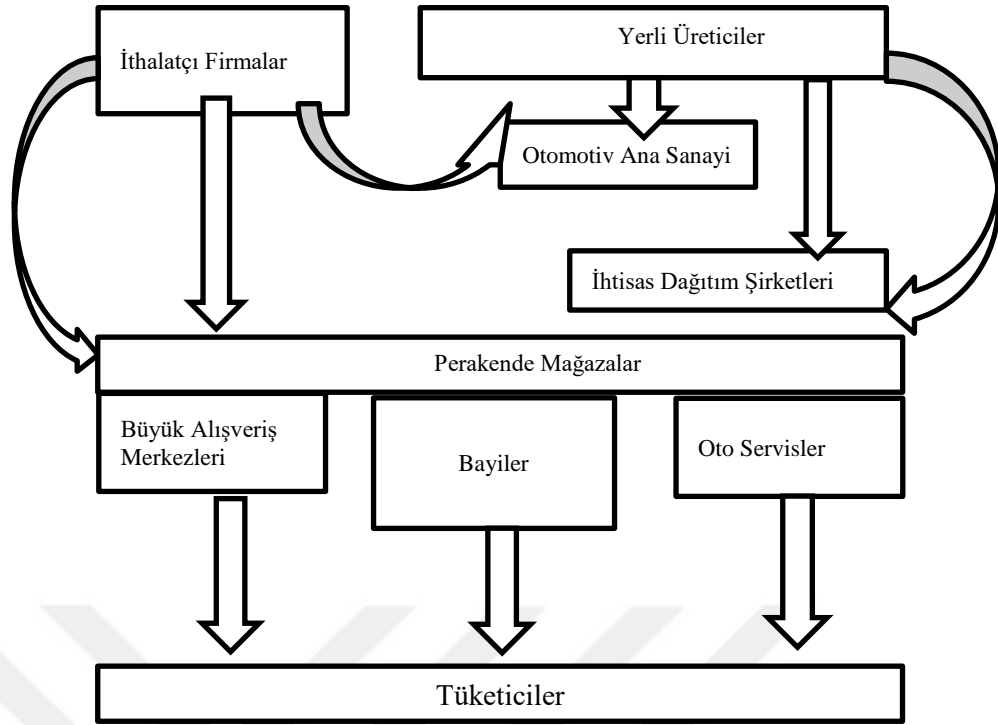 İthalatçı Firmalar
Yerli Üreticiler
Otomotiv Ana Sanayi
İhtisas Dağıtım Şirketleri
Perakende Mağazalar
Büyük Alışveriş
Merkezleri
Bayiler
Oto Servisler
Tüketiciler